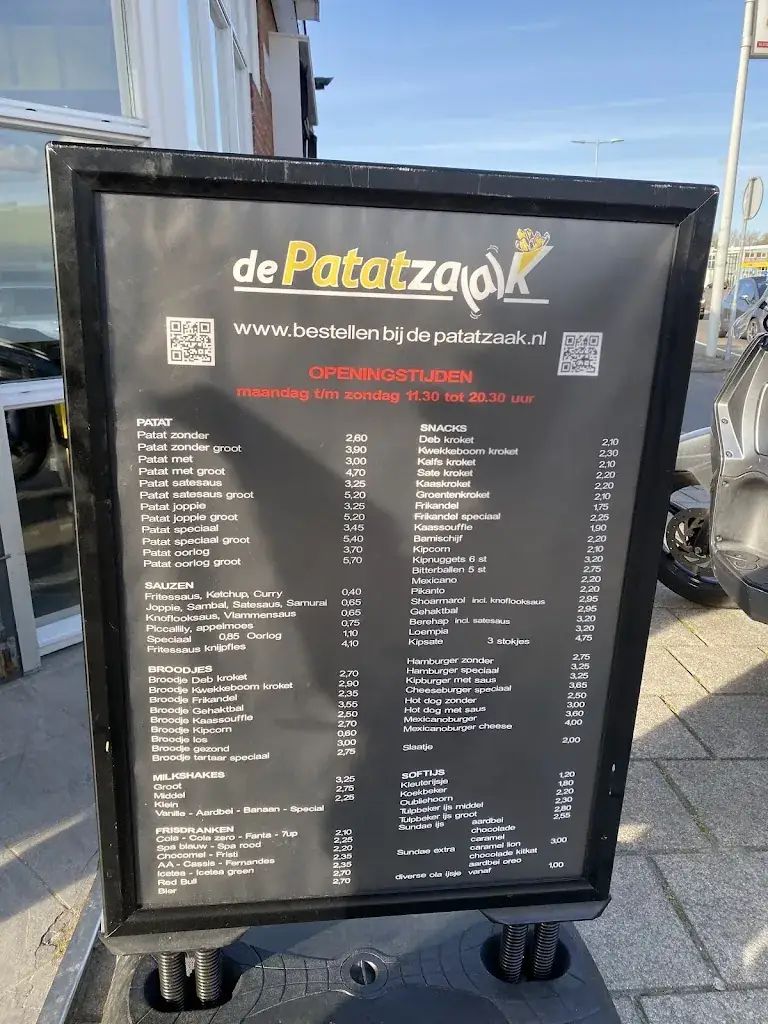 de Patatzaa(a)K
www.bestellenbijdepatatzaak.nl
OPENINGSTIJDEN
maandag t/m zondag 11.30 tot 20.30 uur
PATAT
Patat zonder 2,60
Patat zonder groot 3,90
Patat met 3,00
Patat met groot 4,70
Patat satesaus 3,25
Patat satesaus groot 5,20
Patat joppie 3,25
Patat joppie groot 5,20
Patat speciaal 3,45
Patat speciaal groot 5,40
Patat oorlog 3,70
Patat oorlog groot 5,70
SAUZEN
Fritessaus, Ketchup, Curry 0,40
Joppie, Sambal, Satesaus, Samurai 0,65
Knoflooksaus, Vlammensaus 0,65
Piccallily, appelmoes 0,75
Speciaal 0,85 Oorlog 1,10
Fritessaus knijpfles 4,10
BROODJES
Broodje Deb kroket 2,70
Broodje Kwekkeboom kroket 2,90
Broodje Frikandel 2,35
Broodje Gehaktbal 3,55
Broodje Kaassouffle 2,50
Broodje Kipcorn 2,70
Broodje los 0,60
Broodje gezond 3,00
Broodje tartaar speciaal 2,75
MILKSHAKES
Groot 3,25
Middel 2,75
Klein 2,25
Vanille - Aardbei - Banaan - Special
FRISDRANKEN
Cola - Cola zero - Fanta - 7up 2,10
Spa blauw - Spa rood 2,25
Chocomel - Fristi 2,20
AA - Cassis - Fernandes 2,35
Icetea - Icetea green 2,35
Red Bull 2,70
Bier 2,70
SNACKS
Deb kroket 2,10
Kwekkeboom kroket 2,30
Kalfs kroket 2,10
Sate kroket 2,20
Kaaskroket 2,20
Groentenkroket 2,10
Frikandel 1,75
Frikandel speciaal 2,25
Kaassouffle 1,90
Bamischijf 2,20
Kipcorn 2,10
Kipnuggets 6 st 3,20
Bitterballen 5 st 2,75
Mexicano 2,20
Pikanto 2,20
Shoarmarol incl. knoflooksaus 2,95
Gehaktbal 2,95
Berehap incl. satesaus 3,20
Loempia 3,20
Kipsate 3 stokjes 4,75
Hamburger zonder 2,75
Hamburger speciaal 3,25
Kipburger met saus 3,25
Cheeseburger speciaal 3,65
Hot dog zonder 2,50
Hot dog met saus 3,00
Mexicanoburger 3,60
Mexicanoburger cheese 4,00
Slaatje 2,00
SOFTIJS
Kleuterijsje 1,20
Koekbeker 1,80
Oubliehoorn 2,20
Tulpbeker ijs middel 2,30
Tulpbeker ijs groot 2,80
Sundae ijs aardbei 2,55
chocolade
caramel
Sundae extra caramel lion 3,00
chocolade kitkat
aardbei oreo
diverse ola ijsje vanaf 1,00